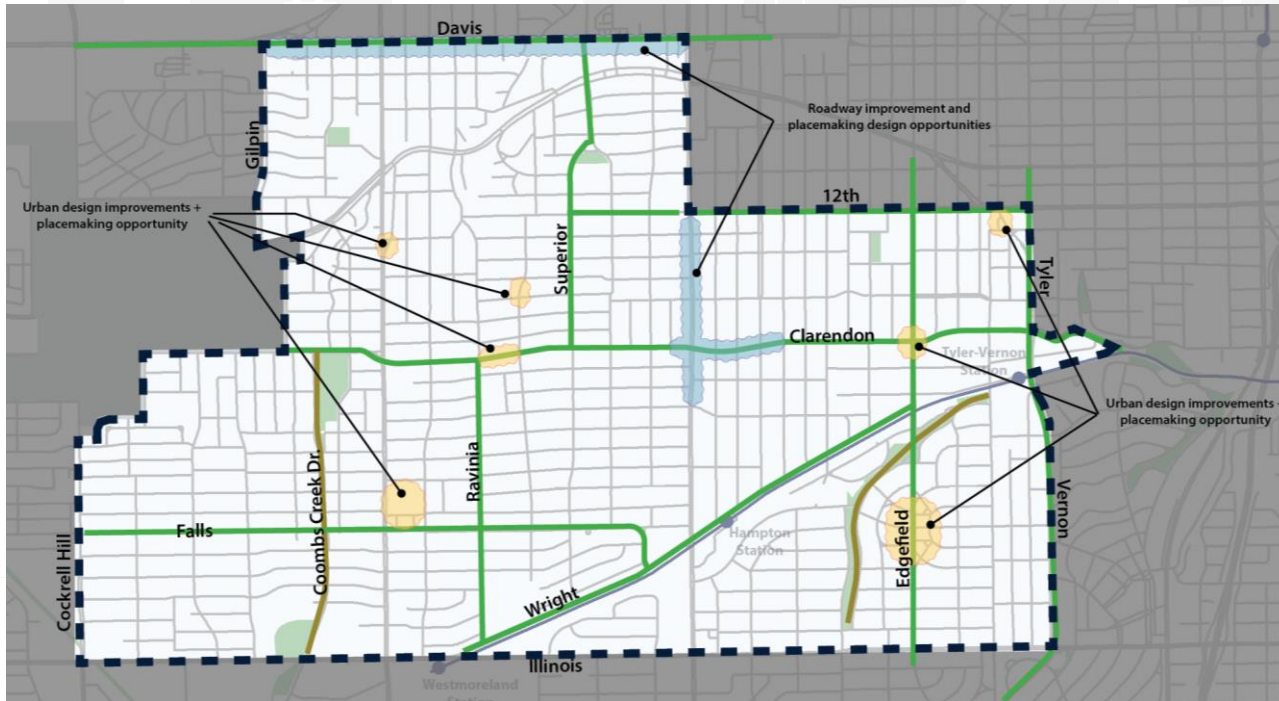 Davis
Gilpin
Roadway improvement and
placemaking design opportunities
Urban design improvements +
placemaking opportunity
12th
Superior
Tyler
Clarendon
Tyler-Vernon
Station
Urban design improvements
placemaking opportunity
Ravinia
Coombs Creek Dr.
Vernon
Falls
Hampton
Station
Edgefield
Cockrell Hill
Wright
Illinois
Westmoreland
Station